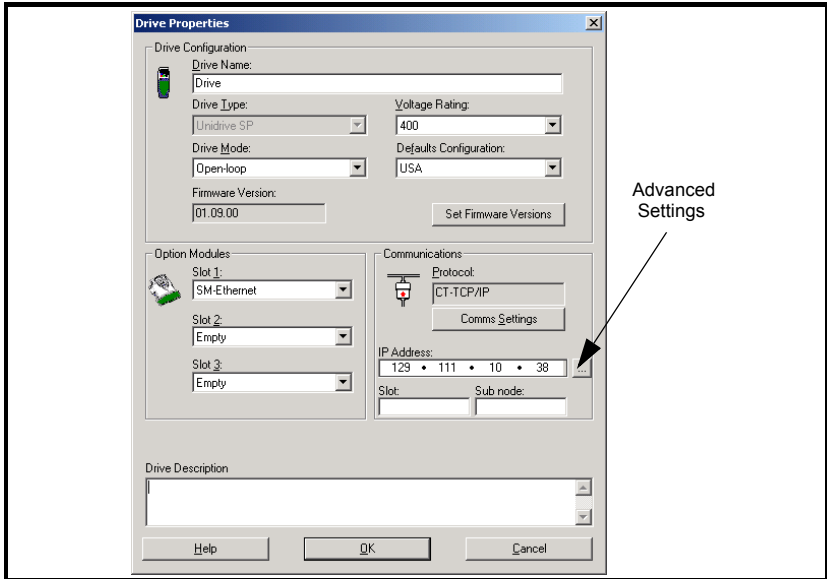 Drive Properties
Drive Configuration
Drive Name:
Drive
Drive Type:
Voltage Rating:
Unidrive SP
400
Drive Mode:
Defaults Configuration:
Open-loop
USA
Firmware Version:
01.09.00
Set Firmware Versions
Advanced
Settings
Option Modules
Slot 1:
SM-Ethernet
Slot 2:
Empty
Slot 3:
Empty
Communications
Protocol:
CT-TCP/IP
Comms Settings
IP Address:
129 • 111 • 10 • 38
...
Slot:
Sub node:
Drive Description
Help
OK
Cancel